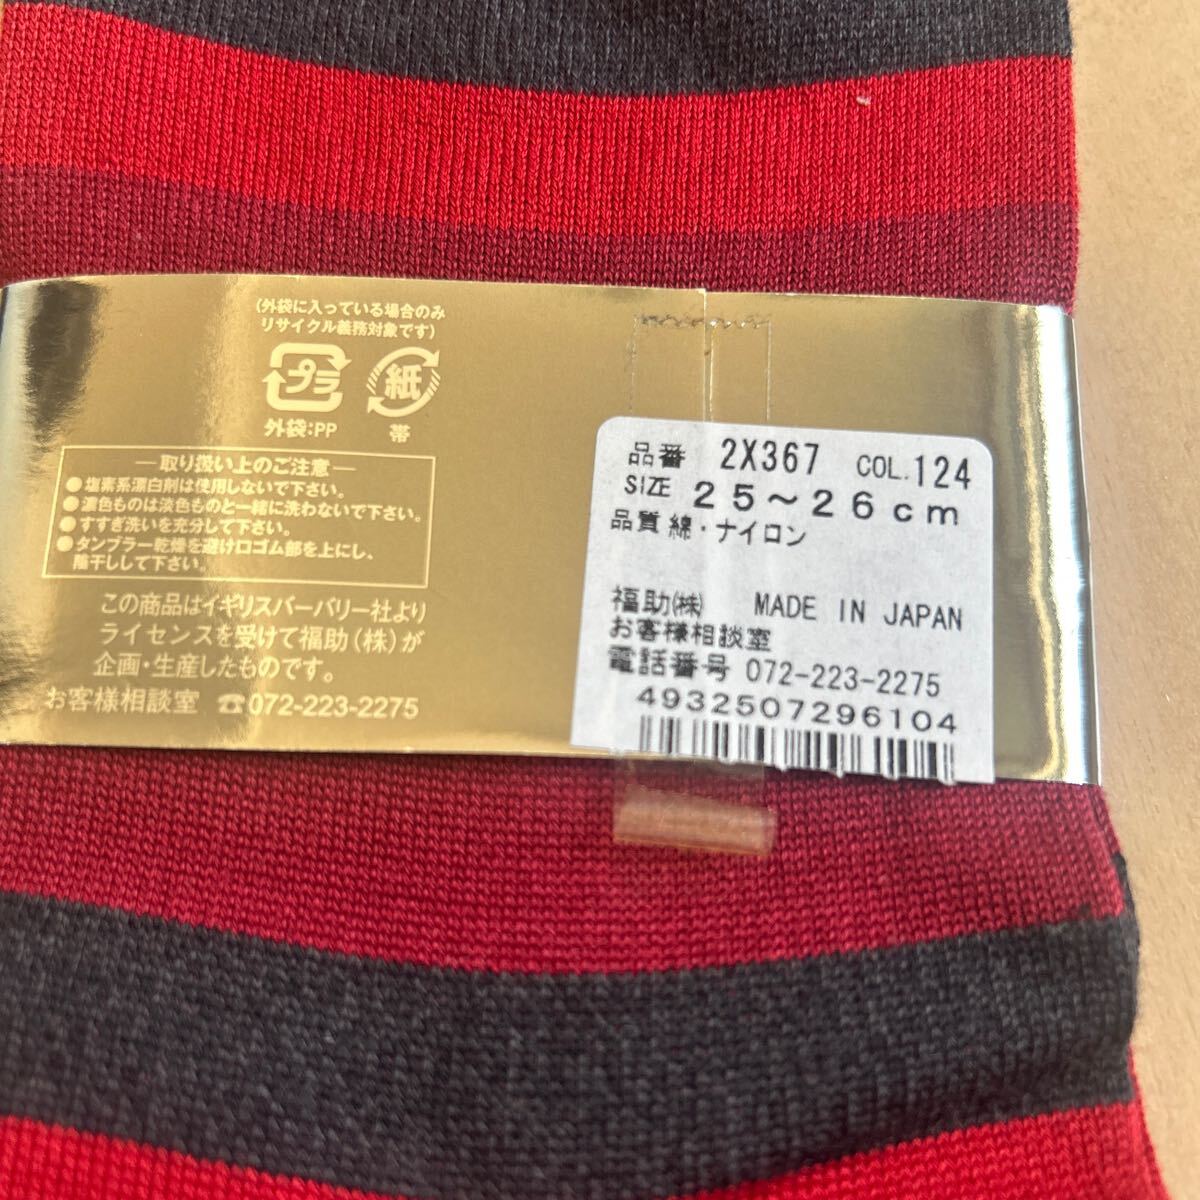 (外袋に入っている場合のみ
リサイクル義務対象です)
プラ 紙
外袋:PP 帯
―取り扱い上のご注意―
●塩素系漂白剤は使用しないで下さい。
●濃色ものは淡色ものと一緒に洗わないで下さい。
●すすぎ洗いを充分して下さい。
●タンブラー乾燥を避け口ゴム部を上にし、
陰干しして下さい。
この商品はイギリスバーバリー社より
ライセンスを受けて福助(株)が
企画・生産したものです。
お客様相談室 ☎072-223-2275
品番 2X367 COL.124
SIZE 25～26cm
品質 綿・ナイロン
福助(株) MADE IN JAPAN
お客様相談室
電話番号 072-223-2275
4932507296104